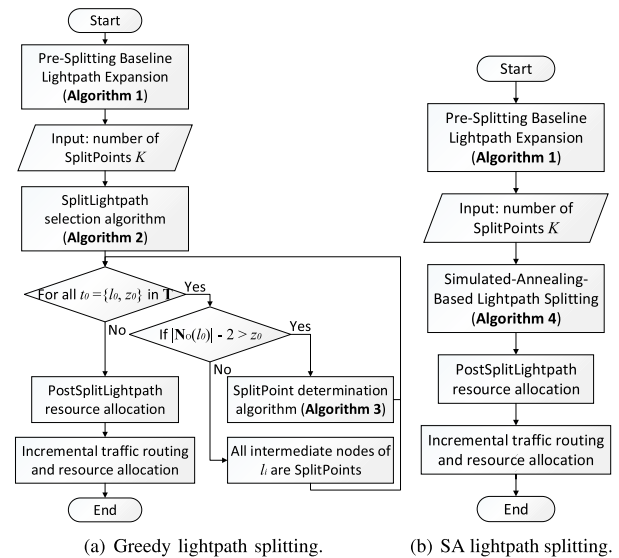 Start
Pre-Splitting Baseline
Lightpath Expansion
(Algorithm 1)
Input: number of
SplitPoints K
SplitLightpath
selection algorithm
(Algorithm 2)
For all t₀ ={l₀, z₀} in T
Yes
No
If |N₀(l₀)| - 2 > z₀
Yes
No
PostSplitLightpath
resource allocation
SplitPoint determination
algorithm (Algorithm 3)
Incremental traffic routing
and resource allocation
All intermediate nodes of
lᵢ are SplitPoints
End
(a) Greedy lightpath splitting.
Start
Pre-Splitting Baseline
Lightpath Expansion
(Algorithm 1)
Input: number of
SplitPoints K
Simulated-Annealing-
Based Lightpath Splitting
(Algorithm 4)
PostSplitLightpath
resource allocation
Incremental traffic routing
and resource allocation
End
(b) SA lightpath splitting.